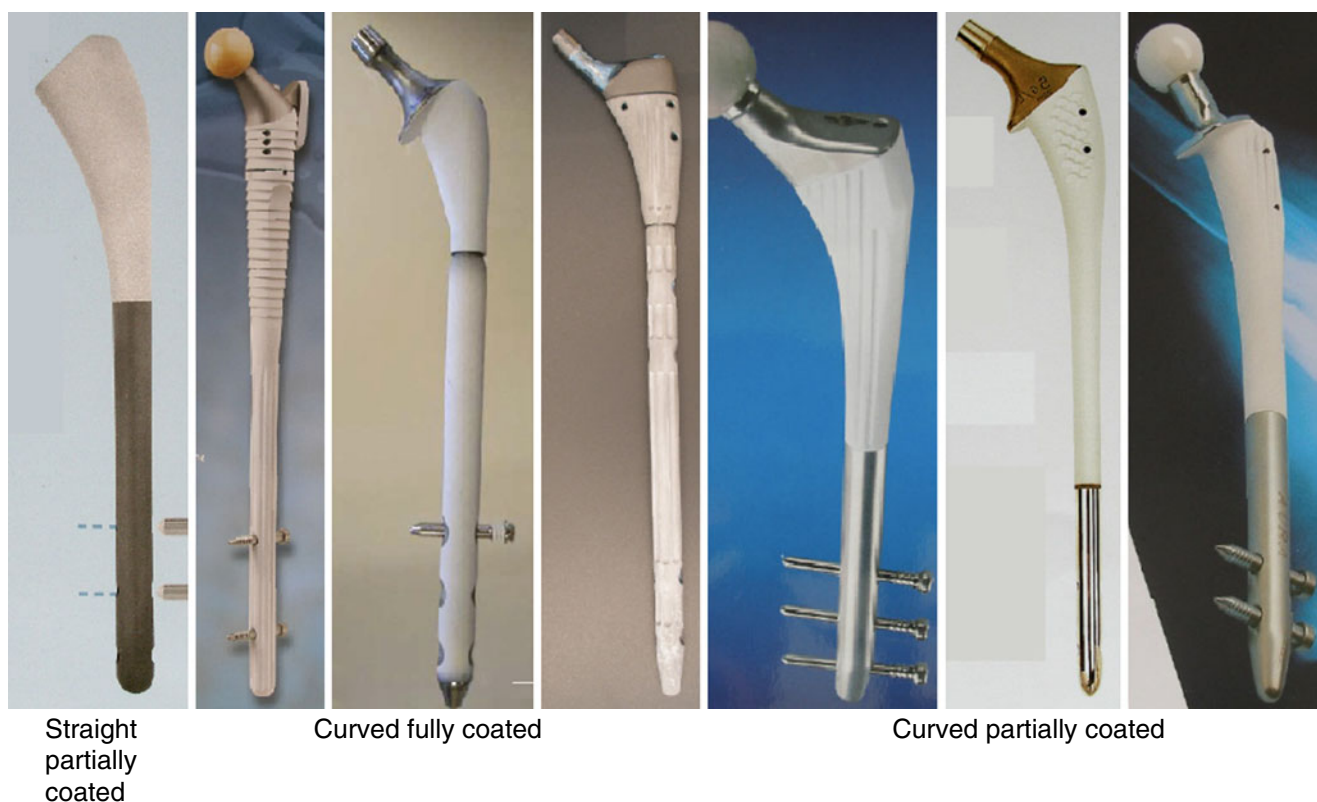 Straight
partially
coated
Curved fully coated
Curved partially coated